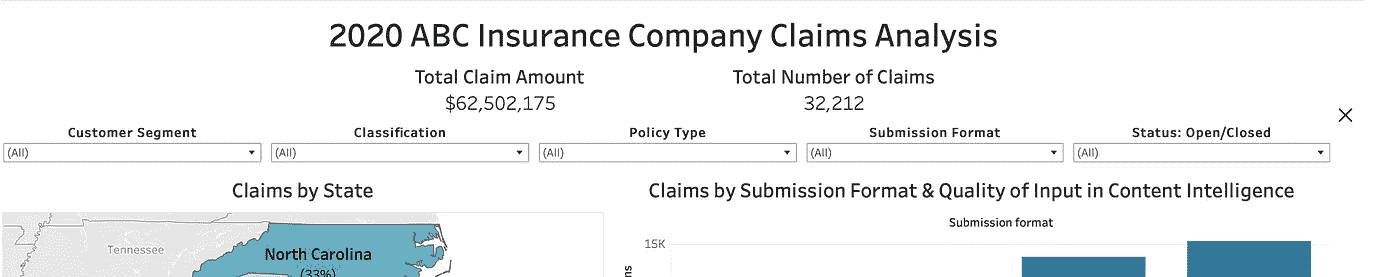 2020 ABC Insurance Company Claims Analysis
Total Claim Amount
Total Number of Claims
$62,502,175
32,212
Customer Segment
Classification
Policy Type
Submission Format
Status: Open/Closed
(All)
(All)
(All)
(All)
(All)
Claims by State
Claims by Submission Format & Quality of Input in Content Intelligence
Submission format
Tennessee
North Carolina
(33%)
15K